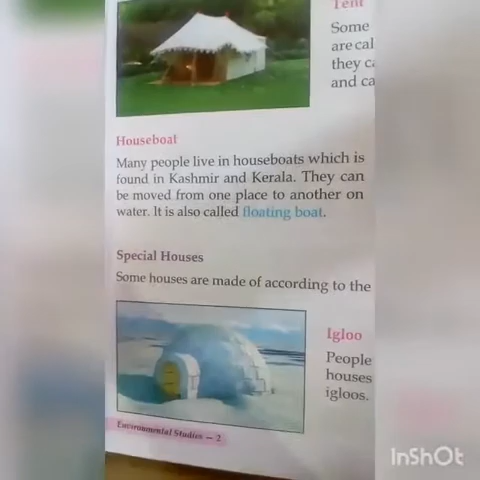 Tent
Some
are cal
they ca
and ca
Houseboat
Many people live in houseboats which is
found in Kashmir and Kerala. They can
be moved from one place to another on
water. It is also called floating boat.
Special Houses
Some houses are made of according to the
Igloo
People
houses
igloos.
Environmental Studies — 2
InShOt